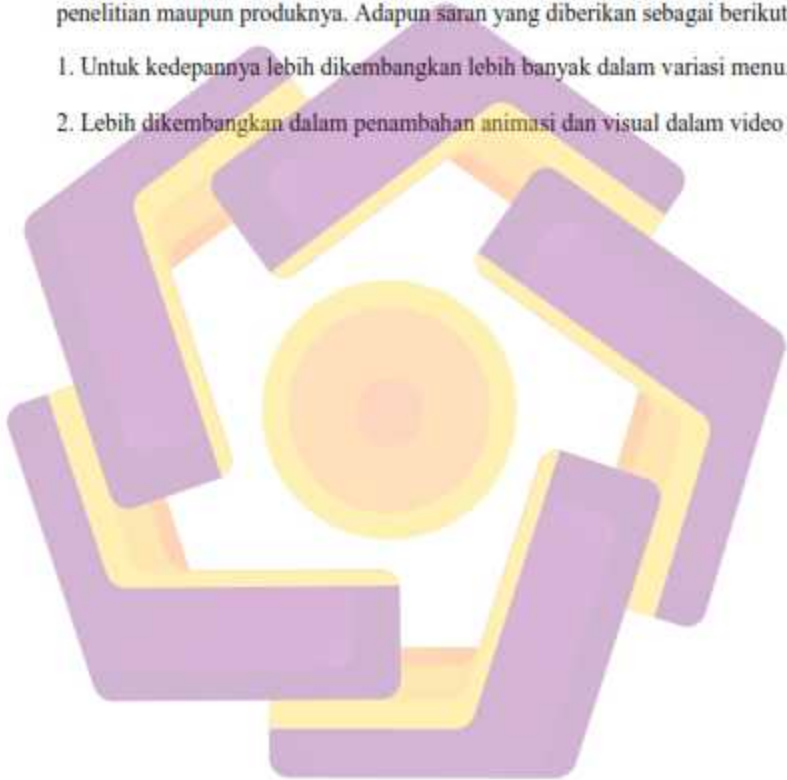 penelitian maupun produknya. Adapun saran yang diberikan sebagai berikut
1. Untuk kedepannya lebih dikembangkan lebih banyak dalam variasi menu.
2. Lebih dikembangkan dalam penambahan animasi dan visual dalam video